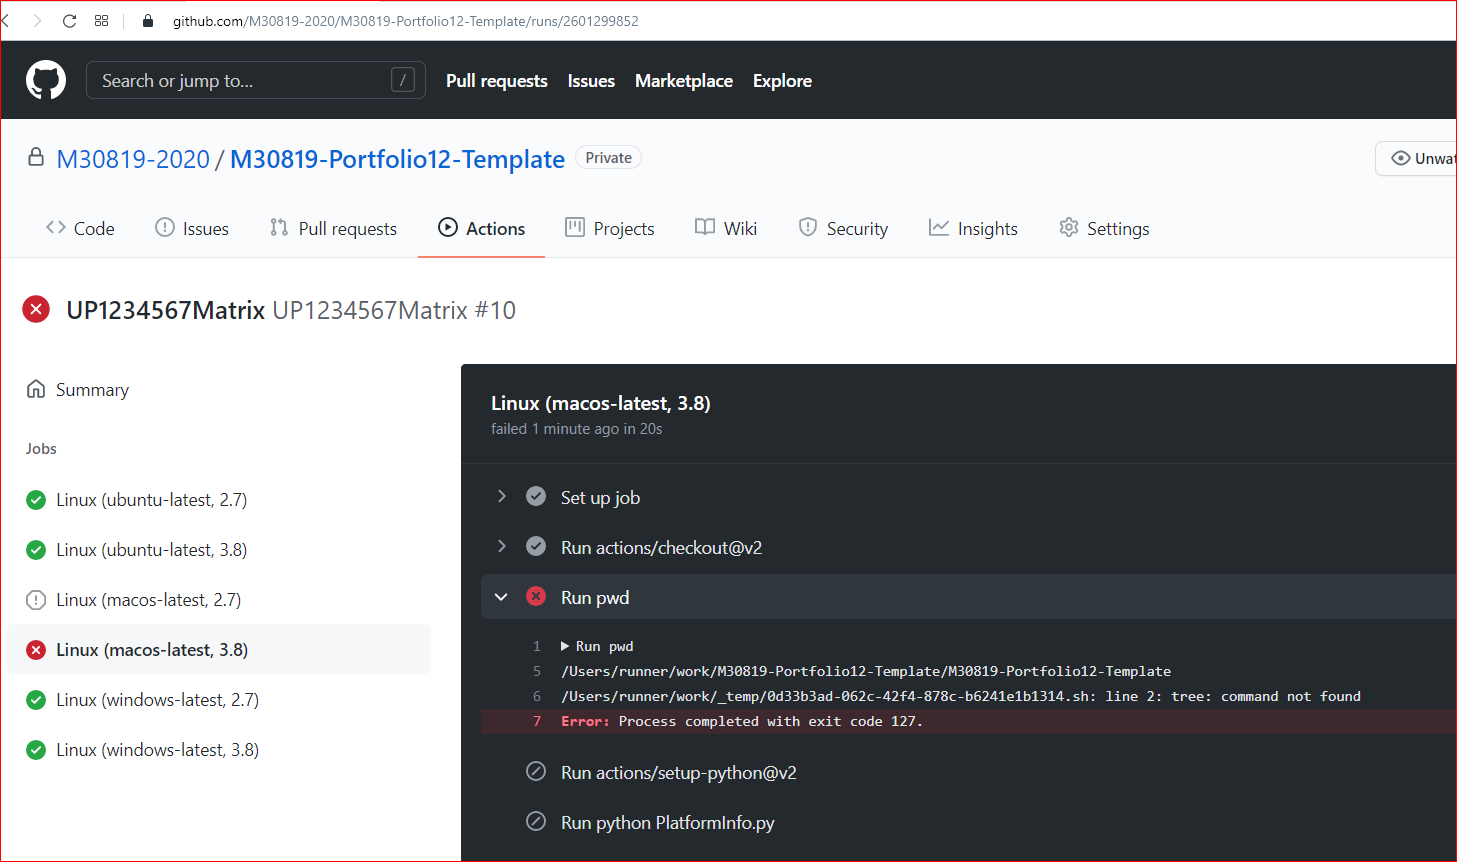 github.com/M30819-2020/M30819-Portfolio12-Template/runs/2601299852
Search or jump to... /
Pull requests Issues Marketplace Explore
M30819-2020 / M30819-Portfolio12-Template Private
Unwat
Code Issues Pull requests Actions Projects Wiki Security Insights Settings
UP1234567Matrix UP1234567Matrix #10
Summary
Jobs
Linux (ubuntu-latest, 2.7)
Linux (ubuntu-latest, 3.8)
Linux (macos-latest, 2.7)
Linux (macos-latest, 3.8)
Linux (windows-latest, 2.7)
Linux (windows-latest, 3.8)
Linux (macos-latest, 3.8)
failed 1 minute ago in 20s
Set up job
Run actions/checkout@v2
Run pwd
1 ▶ Run pwd
5 /Users/runner/work/M30819-Portfolio12-Template/M30819-Portfolio12-Template
6 /Users/runner/work/_temp/0d33b3ad-062c-42f4-878c-b6241e1b1314.sh: line 2: tree: command not found
7 Error: Process completed with exit code 127.
Run actions/setup-python@v2
Run python PlatformInfo.py